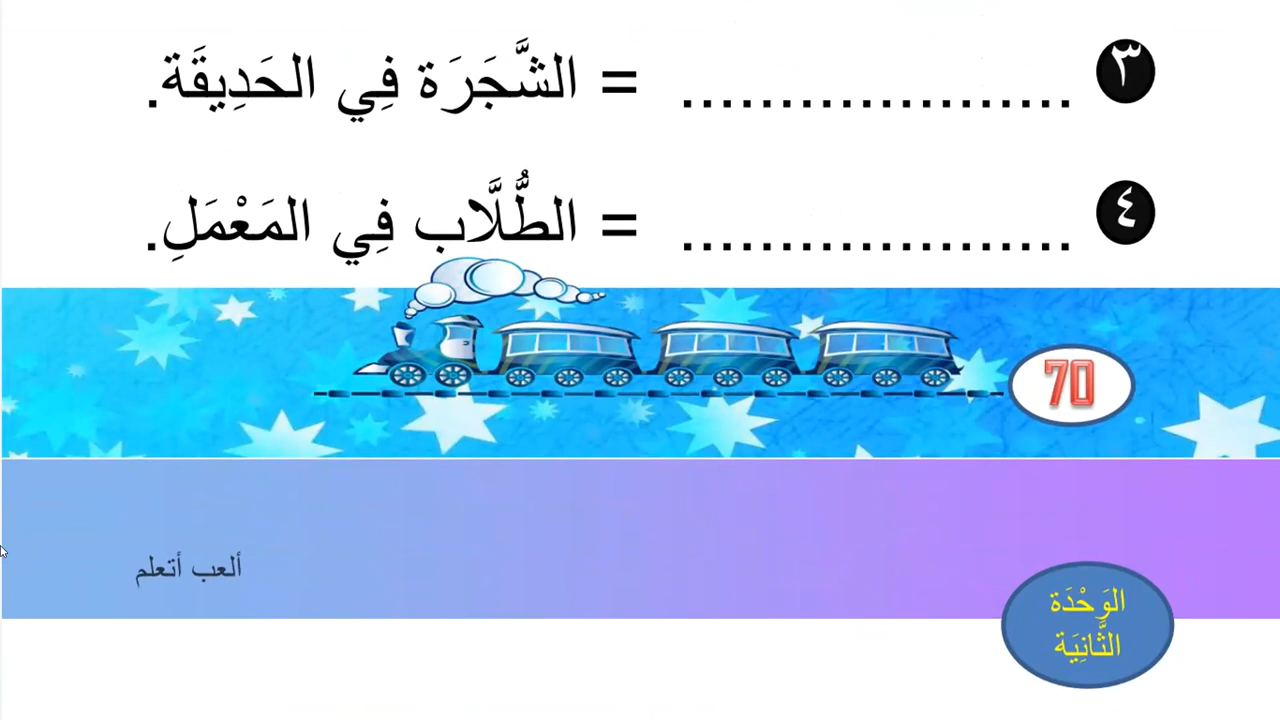 ٣ .................... = الشَّجَرَة فِي الحَدِيقَة.
٤ .................... = الطُّلَّاب فِي المَعْمَلِ.
70
ألعب أتعلم
الوَحْدَة
الثَّانِيَة